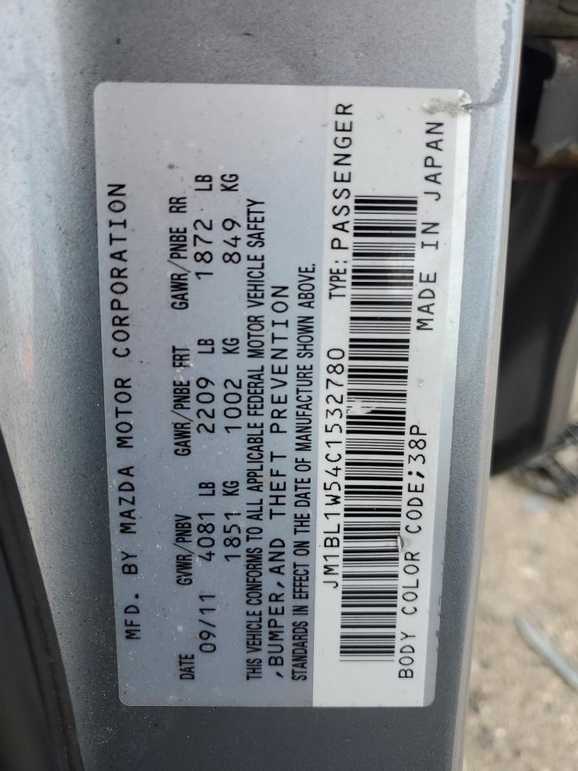 MFD. BY MAZDA MOTOR CORPORATION
DATE GVWR/PNBV GAWR/PNBE FRT GAWR/PNBE RR
09/11 4081 LB 2209 LB 1872 LB
1851 KG 1002 KG 849 KG
THIS VEHICLE CONFORMS TO ALL APPLICABLE FEDERAL MOTOR VEHICLE SAFETY
,BUMPER,AND THEFT PREVENTION
STANDARDS IN EFFECT ON THE DATE OF MANUFACTURE SHOWN ABOVE.
JM1BL1W54C1532780 TYPE:PASSENGER
BODY COLOR CODE;38P MADE IN JAPAN